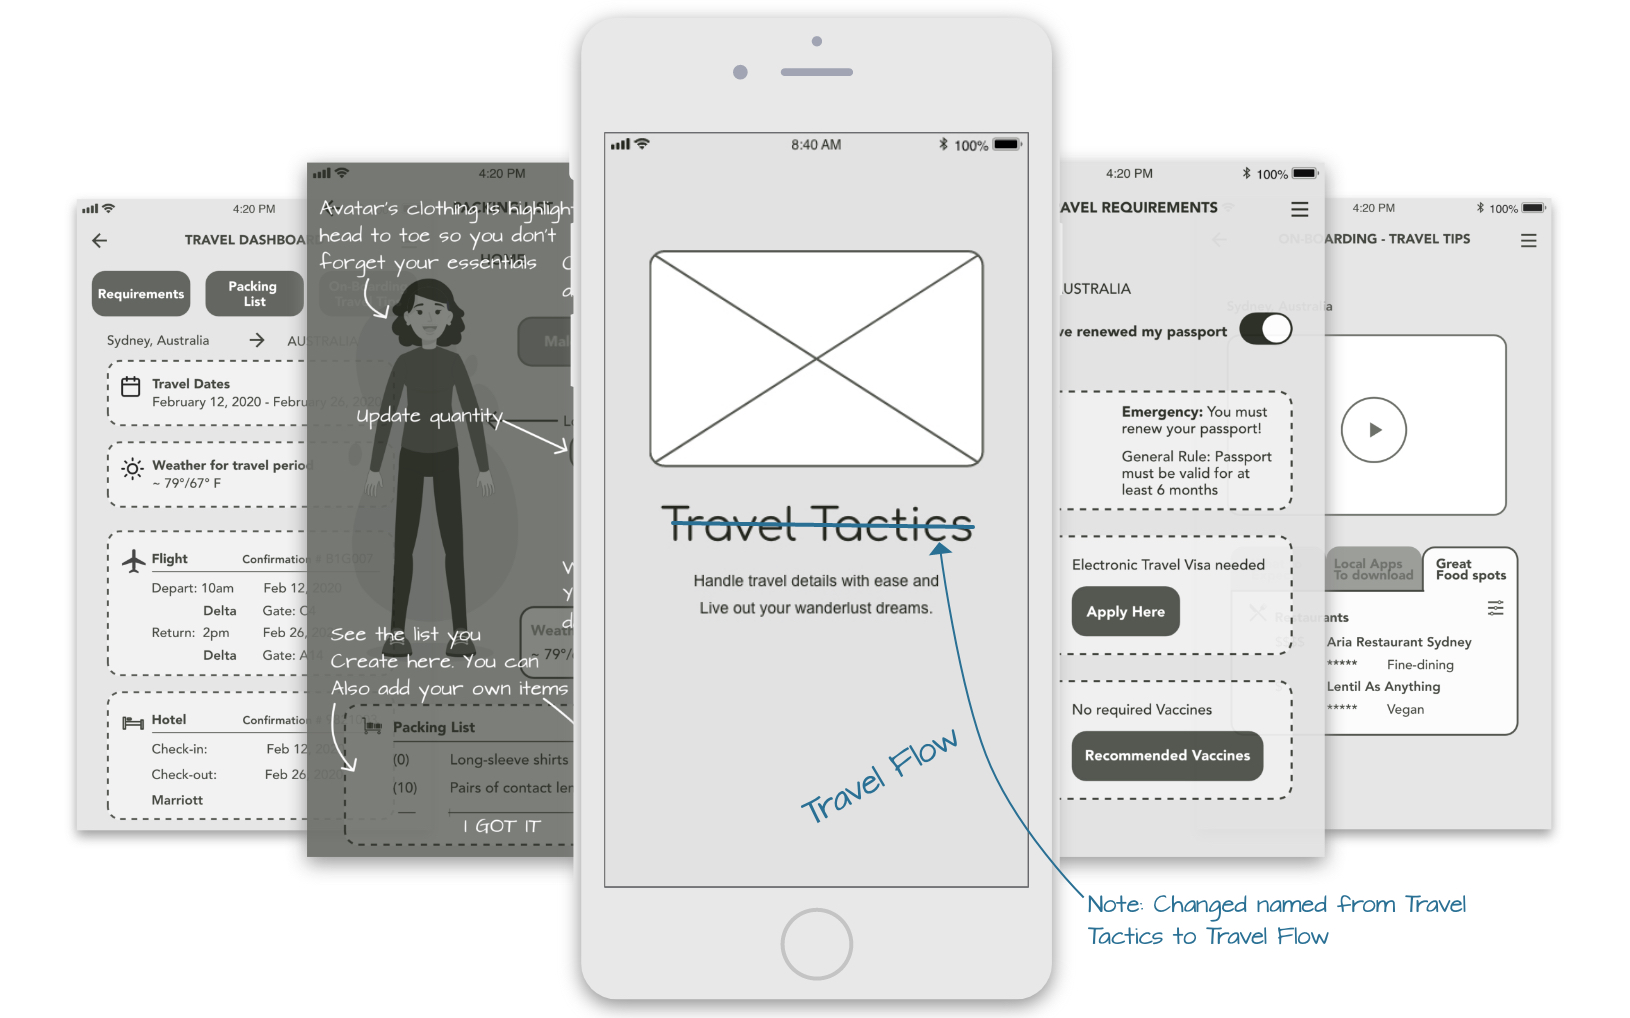 4:20 PM
TRAVEL DASHBOA
Requirements
Packing
List
Sydney, Australia
Travel Dates
February 12, 2020 - February 26, 2020
Weather for travel period
~ 79°/67° F
Flight
Confirmation # B1G007
Depart: 10am
Feb 12, 2020
Delta
Gate: C4
Return: 2pm
Feb 26, 2020
Delta
Gate: A14
Hotel
Confirmation #
Check-in:
Feb 12, 2020
Check-out:
Feb 26, 2020
Marriott
4:20 PM
Avatar's clothing is highlight
head to toe so you don't
forget your essentials
HOME
Update quantity
See the list you
Create here. You can
Also add your own items
~ 79°/
Packing List
(0) Long-sleeve shirts
(10) Pairs of contact len
I GOT IT
8:40 AM
100%
Travel Tactics
Handle travel details with ease and
Live out your wanderlust dreams.
Travel Flow
Note: Changed named from Travel
Tactics to Travel Flow
4:20 PM
100%
AVEL REQUIREMENTS
USTRALIA
ve renewed my passport
Emergency: You must
renew your passport!
General Rule: Passport
must be valid for at
least 6 months
Electronic Travel Visa needed
Apply Here
No required Vaccines
Recommended Vaccines
4:20 PM
100%
ON-BOARDING - TRAVEL TIPS
Sydney, Australia
Local Apps
To download
Great
Food spots
Restaurants
Aria Restaurant Sydney
***** Fine-dining
Lentil As Anything
***** Vegan